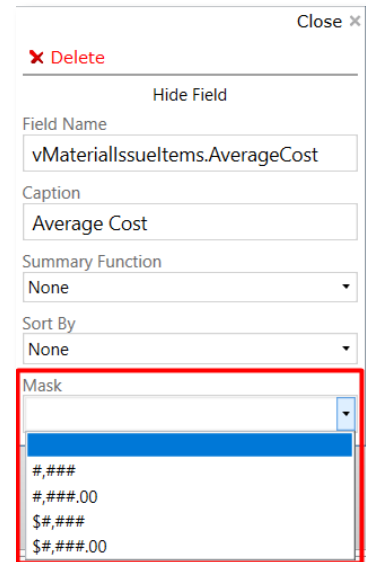 Close ×
✖ Delete
Hide Field
Field Name
vMaterialIssueItems.AverageCost
Caption
Average Cost
Summary Function
None
Sort By
None
Mask
#,###
#,###.00
$#,###
$#,###.00